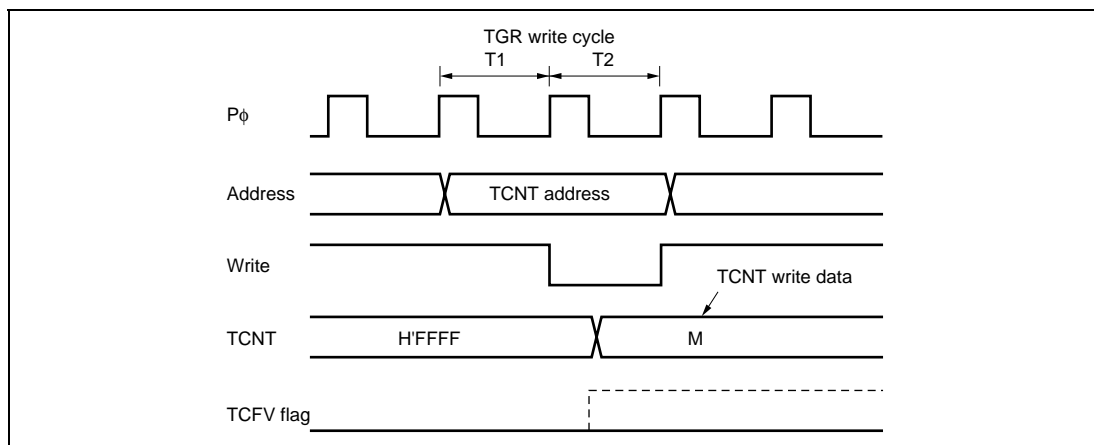 TGR write cycle
T1 T2
Pϕ
Address TCNT address
Write
TCNT write data
TCNT H'FFFF M
TCFV flag